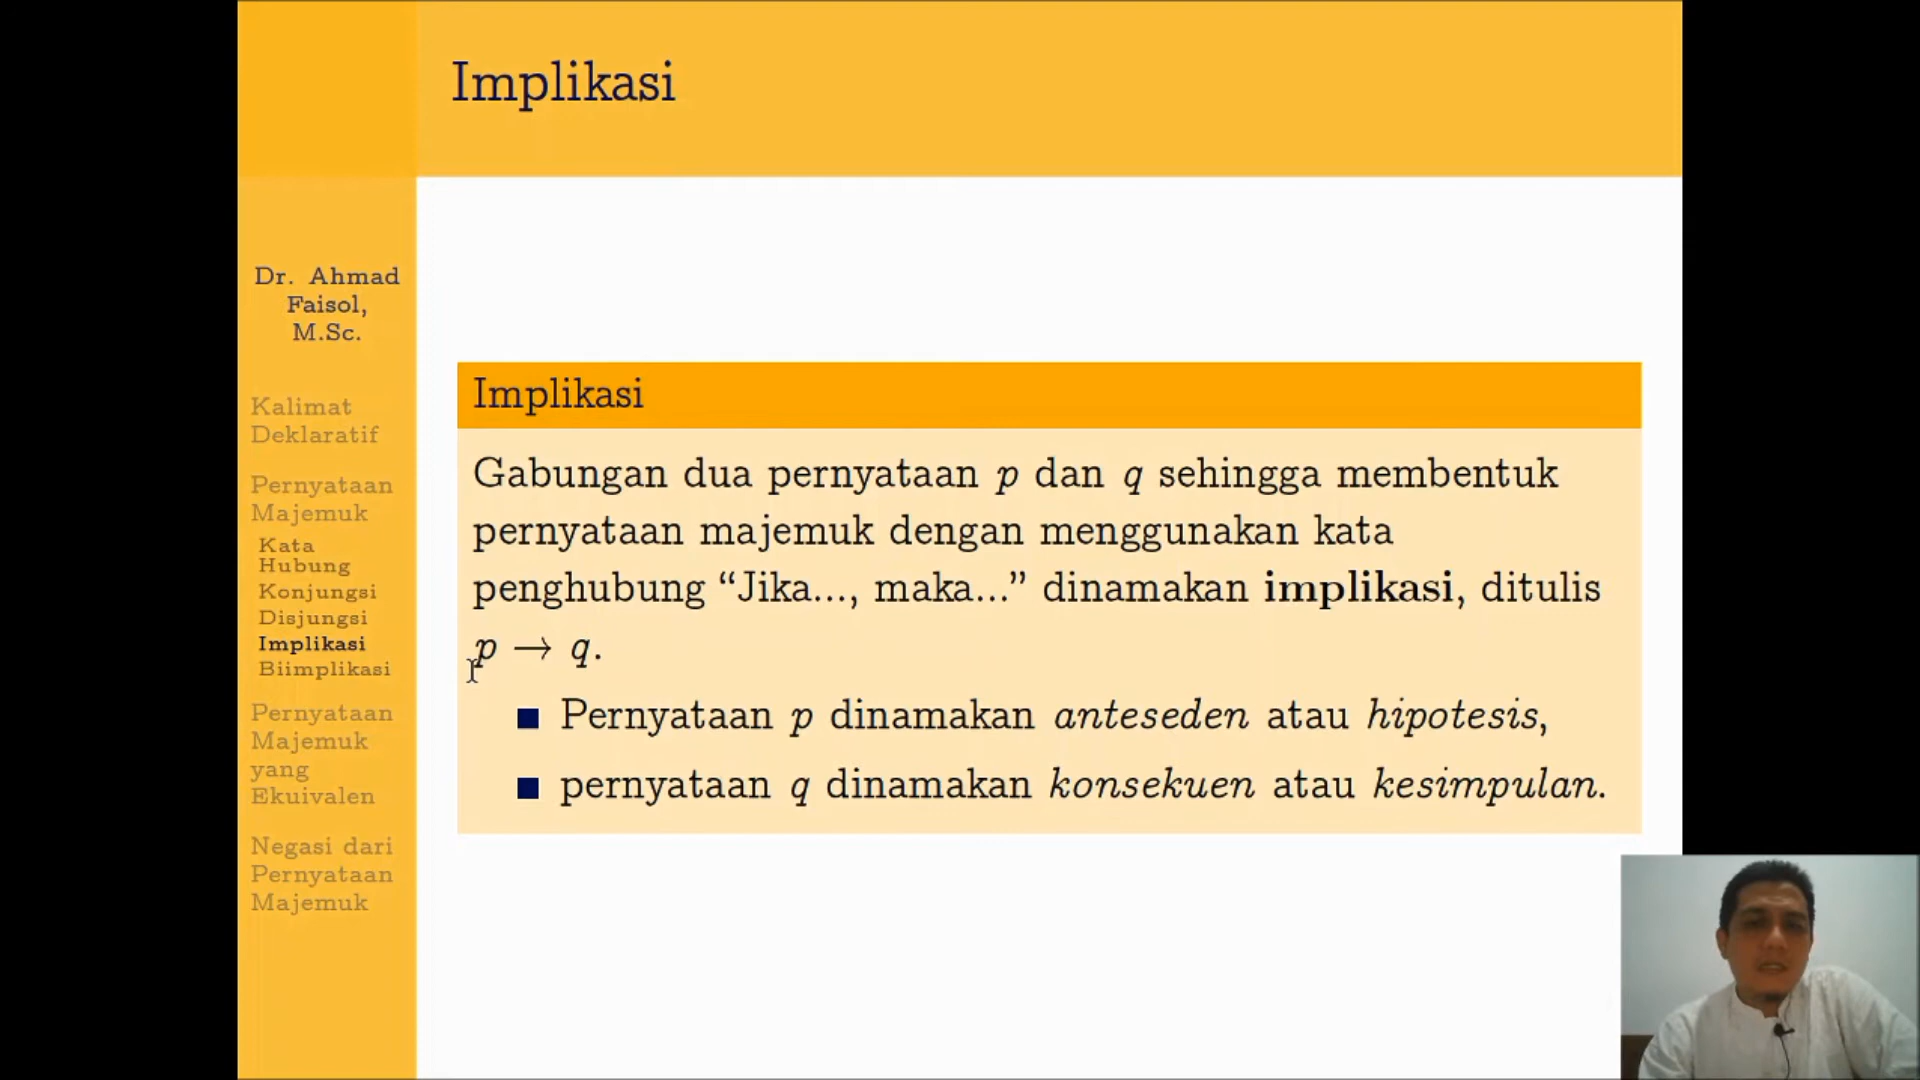 Implikasi
Dr. Ahmad
Faisol,
M.Sc.
Kalimat
Deklaratif
Pernyataan
Majemuk
Kata
Hubung
Konjungsi
Disjungsi
Implikasi
Biimplikasi
Pernyataan
Majemuk
yang
Ekuivalen
Negasi dari
Pernyataan
Majemuk
Implikasi
Gabungan dua pernyataan p dan q sehingga membentuk
pernyataan majemuk dengan menggunakan kata
penghubung “Jika..., maka...” dinamakan implikasi, ditulis
p → q.
Pernyataan p dinamakan anteseden atau hipotesis,
pernyataan q dinamakan konsekuen atau kesimpulan.